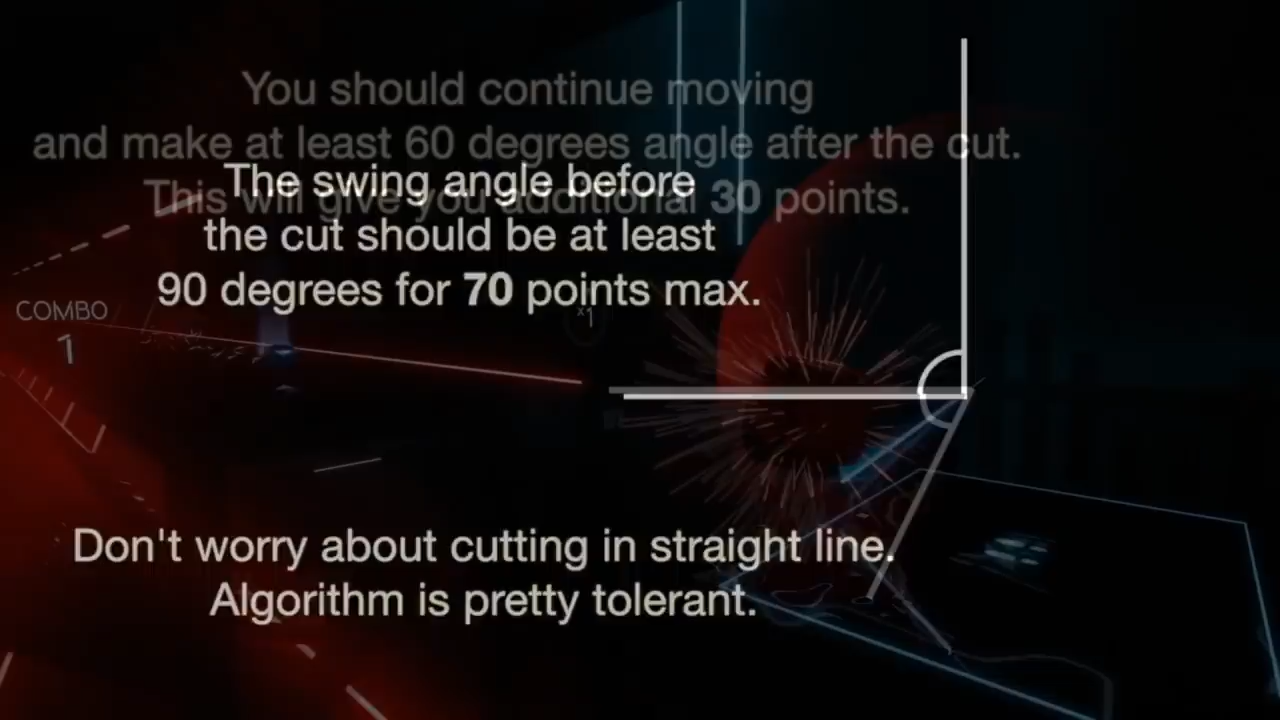 You should continue moving
and make at least 60 degrees angle after the cut.
This will give you additional 30 points.
The swing angle before
the cut should be at least
90 degrees for 70 points max.
COMBO
1
x1
Don't worry about cutting in straight line.
Algorithm is pretty tolerant.